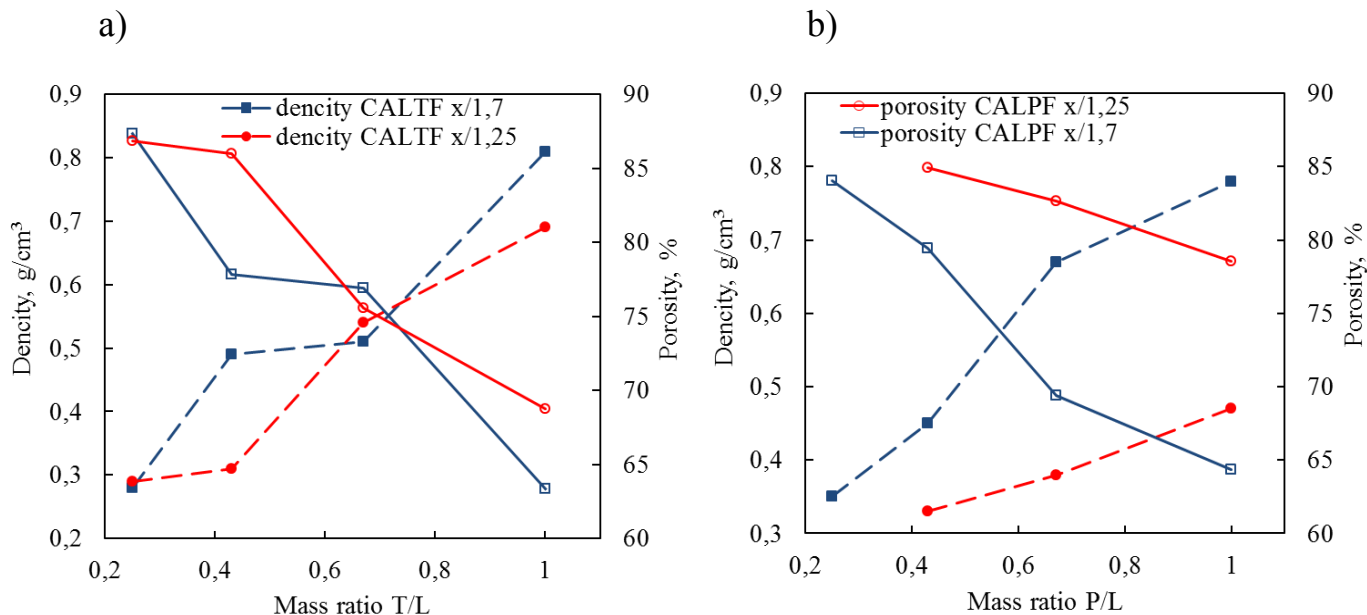 a)
dencity CALTF x/1,7
dencity CALTF x/1,25
Dencity, g/cm³
0,9
0,8
0,7
0,6
0,5
0,4
0,3
0,2
90
85
80
75
70
65
60
Porosity, %
0,2 0,4 0,6 0,8 1
Mass ratio T/L
b)
porosity CALPF x/1,25
porosity CALPF x/1,7
Dencity, g/cm³
0,9
0,8
0,7
0,6
0,5
0,4
0,3
90
85
80
75
70
65
60
Porosity, %
0,2 0,4 0,6 0,8 1
Mass ratio P/L